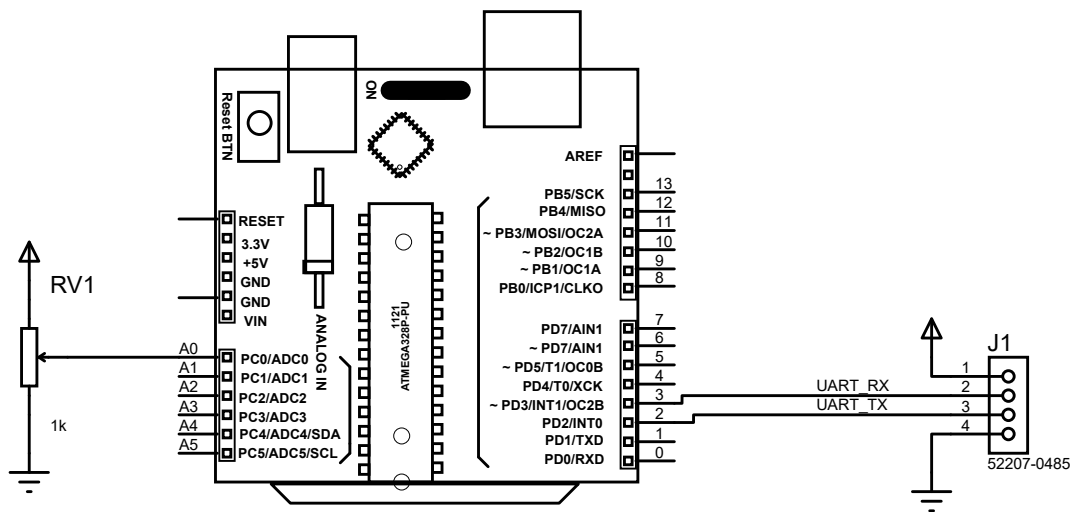 Reset BTN
ON
RESET
3.3V
+5V
GND
GND
VIN
RV1
1k
A0
A1
A2
A3
A4
A5
PC0/ADC0
PC1/ADC1
PC2/ADC2
PC3/ADC3
PC4/ADC4/SDA
PC5/ADC5/SCL
ANALOG IN
1121
ATMEGA328P-PU
AREF
PB5/SCK 13
PB4/MISO 12
~ PB3/MOSI/OC2A 11
~ PB2/OC1B 10
~ PB1/OC1A 9
PB0/ICP1/CLKO 8
PD7/AIN1 7
~ PD7/AIN1 6
~ PD5/T1/OC0B 5
PD4/T0/XCK 4
~ PD3/INT1/OC2B 3
PD2/INT0 2
PD1/TXD 1
PD0/RXD 0
UART_RX
UART_TX
J1
1
2
3
4
52207-0485